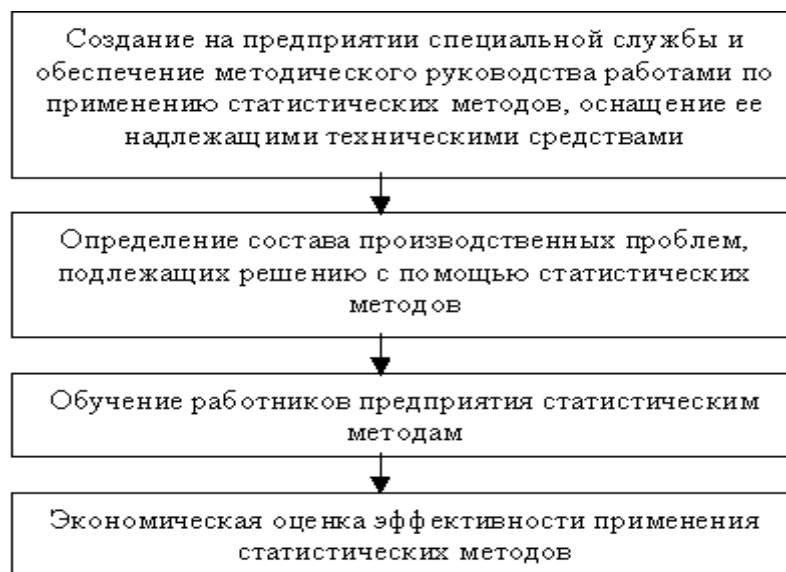 Создание на предприятии специальной службы и
обеспечение методического руководства работами по
применению статистических методов, оснащение ее
надлежащими техническими средствами
Определение состава производственных проблем,
подлежащих решению с помощью статистических
методов
Обучение работников предприятия статистическим
методам
Экономическая оценка эффективности применения
статистических методов